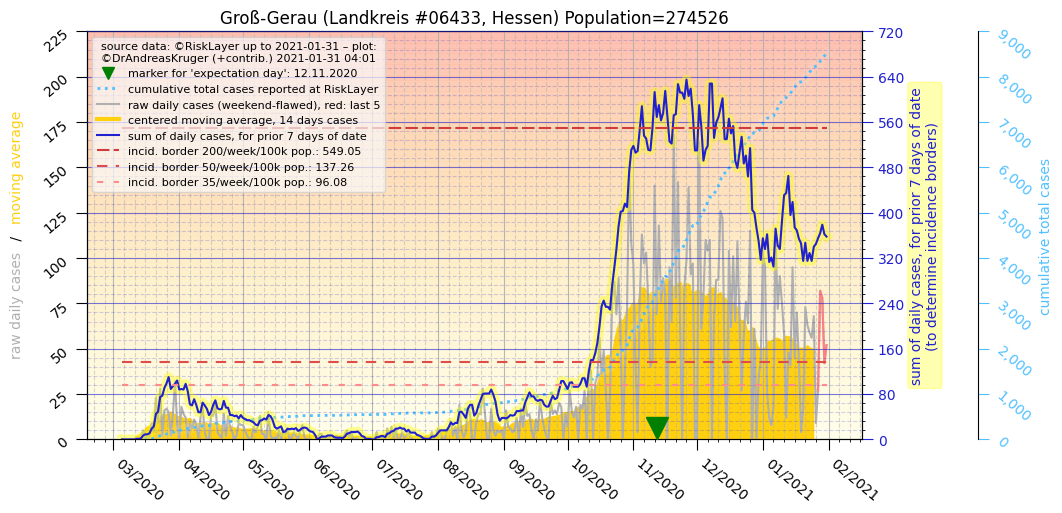 Groß-Gerau (Landkreis #06433, Hessen) Population=274526
source data: ©RiskLayer up to 2021-01-31 – plot:
©DrAndreasKruger (+contrib.) 2021-01-31 04:01
marker for 'expectation day': 12.11.2020
cumulative total cases reported at RiskLayer
raw daily cases (weekend-flawed), red: last 5
centered moving average, 14 days cases
sum of daily cases, for prior 7 days of date
incid. border 200/week/100k pop.: 549.05
incid. border 50/week/100k pop.: 137.26
incid. border 35/week/100k pop.: 96.08
raw daily cases / moving average
225
200
175
150
125
100
75
50
25
0
03/2020
04/2020
05/2020
06/2020
07/2020
08/2020
09/2020
10/2020
11/2020
12/2020
01/2021
02/2021
720
640
560
480
400
320
240
160
80
0
sum of daily cases, for prior 7 days of date
(to determine incidence borders)
9,000
8,000
7,000
6,000
5,000
4,000
3,000
2,000
1,000
0
cumulative total cases